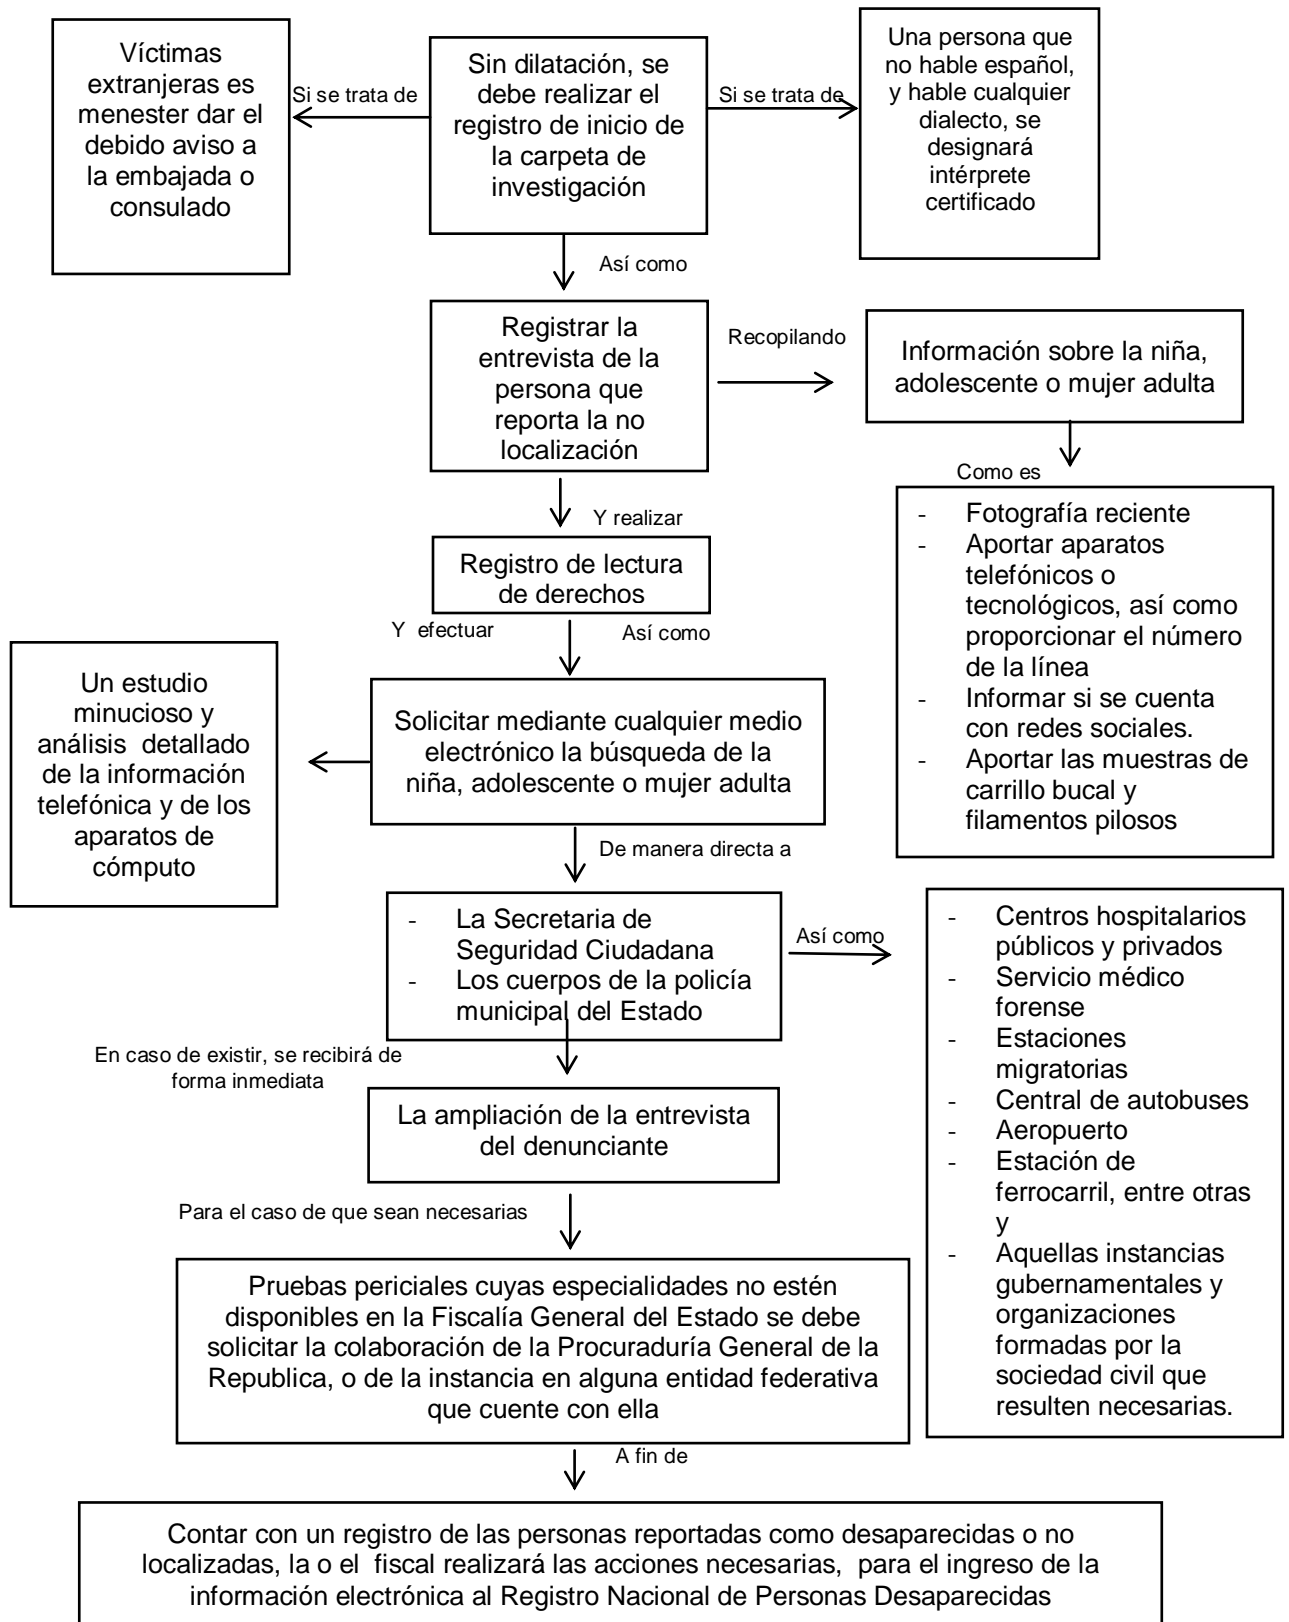 Víctimas
extranjeras es
menester dar el
debido aviso a
la embajada o
consulado
Si se trata de
Sin dilatación, se
debe realizar el
registro de inicio de
la carpeta de
investigación
Si se trata de
Una persona que
no hable español,
y hable cualquier
dialecto, se
designará
intérprete
certificado
Así como
Registrar la
entrevista de la
persona que
reporta la no
localización
Recopilando
Información sobre la niña,
adolescente o mujer adulta
Como es
- Fotografía reciente
- Aportar aparatos
telefónicos o
tecnológicos, así como
proporcionar el número
de la línea
- Informar si se cuenta
con redes sociales.
- Aportar las muestras de
carrillo bucal y
filamentos pilosos
Y realizar
Registro de lectura
de derechos
Y efectuar
Así como
Un estudio
minucioso y
análisis detallado
de la información
telefónica y de los
aparatos de
cómputo
Solicitar mediante cualquier medio
electrónico la búsqueda de la
niña, adolescente o mujer adulta
De manera directa a
- La Secretaria de
Seguridad Ciudadana
- Los cuerpos de la policía
municipal del Estado
Así como
- Centros hospitalarios
públicos y privados
- Servicio médico
forense
- Estaciones
migratorias
- Central de autobuses
- Aeropuerto
- Estación de
ferrocarril, entre otras
y
- Aquellas instancias
gubernamentales y
organizaciones
formadas por la
sociedad civil que
resulten necesarias.
En caso de existir, se recibirá de
forma inmediata
La ampliación de la entrevista
del denunciante
Para el caso de que sean necesarias
Pruebas periciales cuyas especialidades no estén
disponibles en la Fiscalía General del Estado se debe
solicitar la colaboración de la Procuraduría General de la
Republica, o de la instancia en alguna entidad federativa
que cuente con ella
A fin de
Contar con un registro de las personas reportadas como desaparecidas o no
localizadas, la o el fiscal realizará las acciones necesarias, para el ingreso de la
información electrónica al Registro Nacional de Personas Desaparecidas